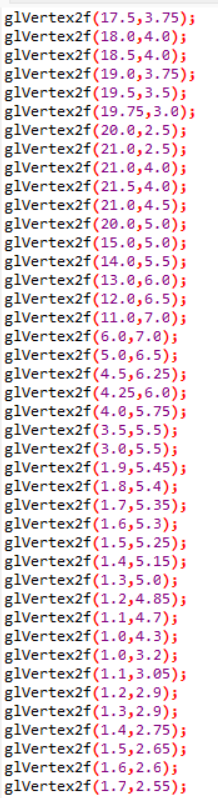 glVertex2f(17.5,3.75);
glVertex2f(18.0,4.0);
glVertex2f(18.5,4.0);
glVertex2f(19.0,3.75);
glVertex2f(19.5,3.5);
glVertex2f(19.75,3.0);
glVertex2f(20.0,2.5);
glVertex2f(21.0,2.5);
glVertex2f(21.0,4.0);
glVertex2f(21.5,4.0);
glVertex2f(21.0,4.5);
glVertex2f(20.0,5.0);
glVertex2f(15.0,5.0);
glVertex2f(14.0,5.5);
glVertex2f(13.0,6.0);
glVertex2f(12.0,6.5);
glVertex2f(11.0,7.0);
glVertex2f(6.0,7.0);
glVertex2f(5.0,6.5);
glVertex2f(4.5,6.25);
glVertex2f(4.25,6.0);
glVertex2f(4.0,5.75);
glVertex2f(3.5,5.5);
glVertex2f(3.0,5.5);
glVertex2f(1.9,5.45);
glVertex2f(1.8,5.4);
glVertex2f(1.7,5.35);
glVertex2f(1.6,5.3);
glVertex2f(1.5,5.25);
glVertex2f(1.4,5.15);
glVertex2f(1.3,5.0);
glVertex2f(1.2,4.85);
glVertex2f(1.1,4.7);
glVertex2f(1.0,4.3);
glVertex2f(1.0,3.2);
glVertex2f(1.1,3.05);
glVertex2f(1.2,2.9);
glVertex2f(1.3,2.9);
glVertex2f(1.4,2.75);
glVertex2f(1.5,2.65);
glVertex2f(1.6,2.6);
glVertex2f(1.7,2.55);